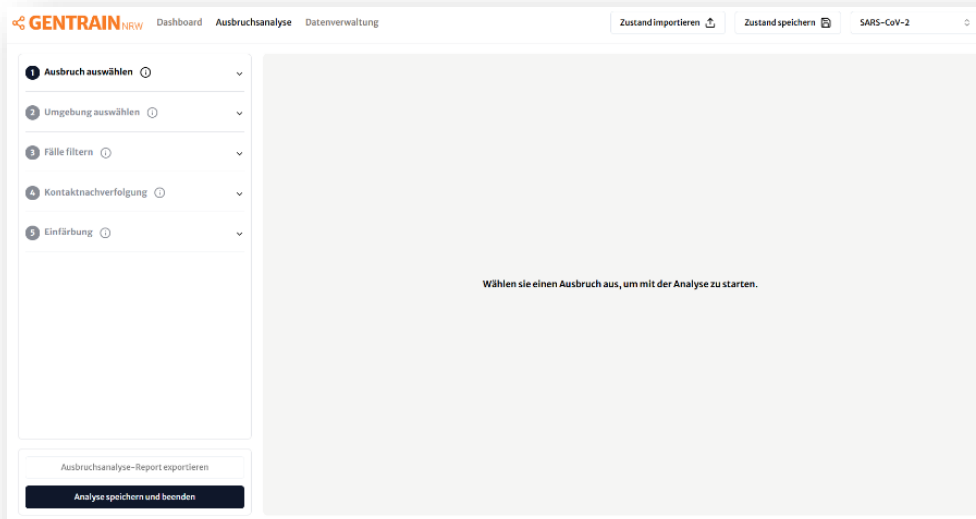 GENTRAIN NRW Dashboard Ausbruchsanalyse Datenverwaltung Zustand importieren Zustand speichern SARS-CoV-2
1 Ausbruch auswählen
2 Umgebung auswählen
3 Fälle filtern
4 Kontaktnachverfolgung
5 Einfärbung
Wählen sie einen Ausbruch aus, um mit der Analyse zu starten.
Ausbruchsanalyse-Report exportieren
Analyse speichern und beenden